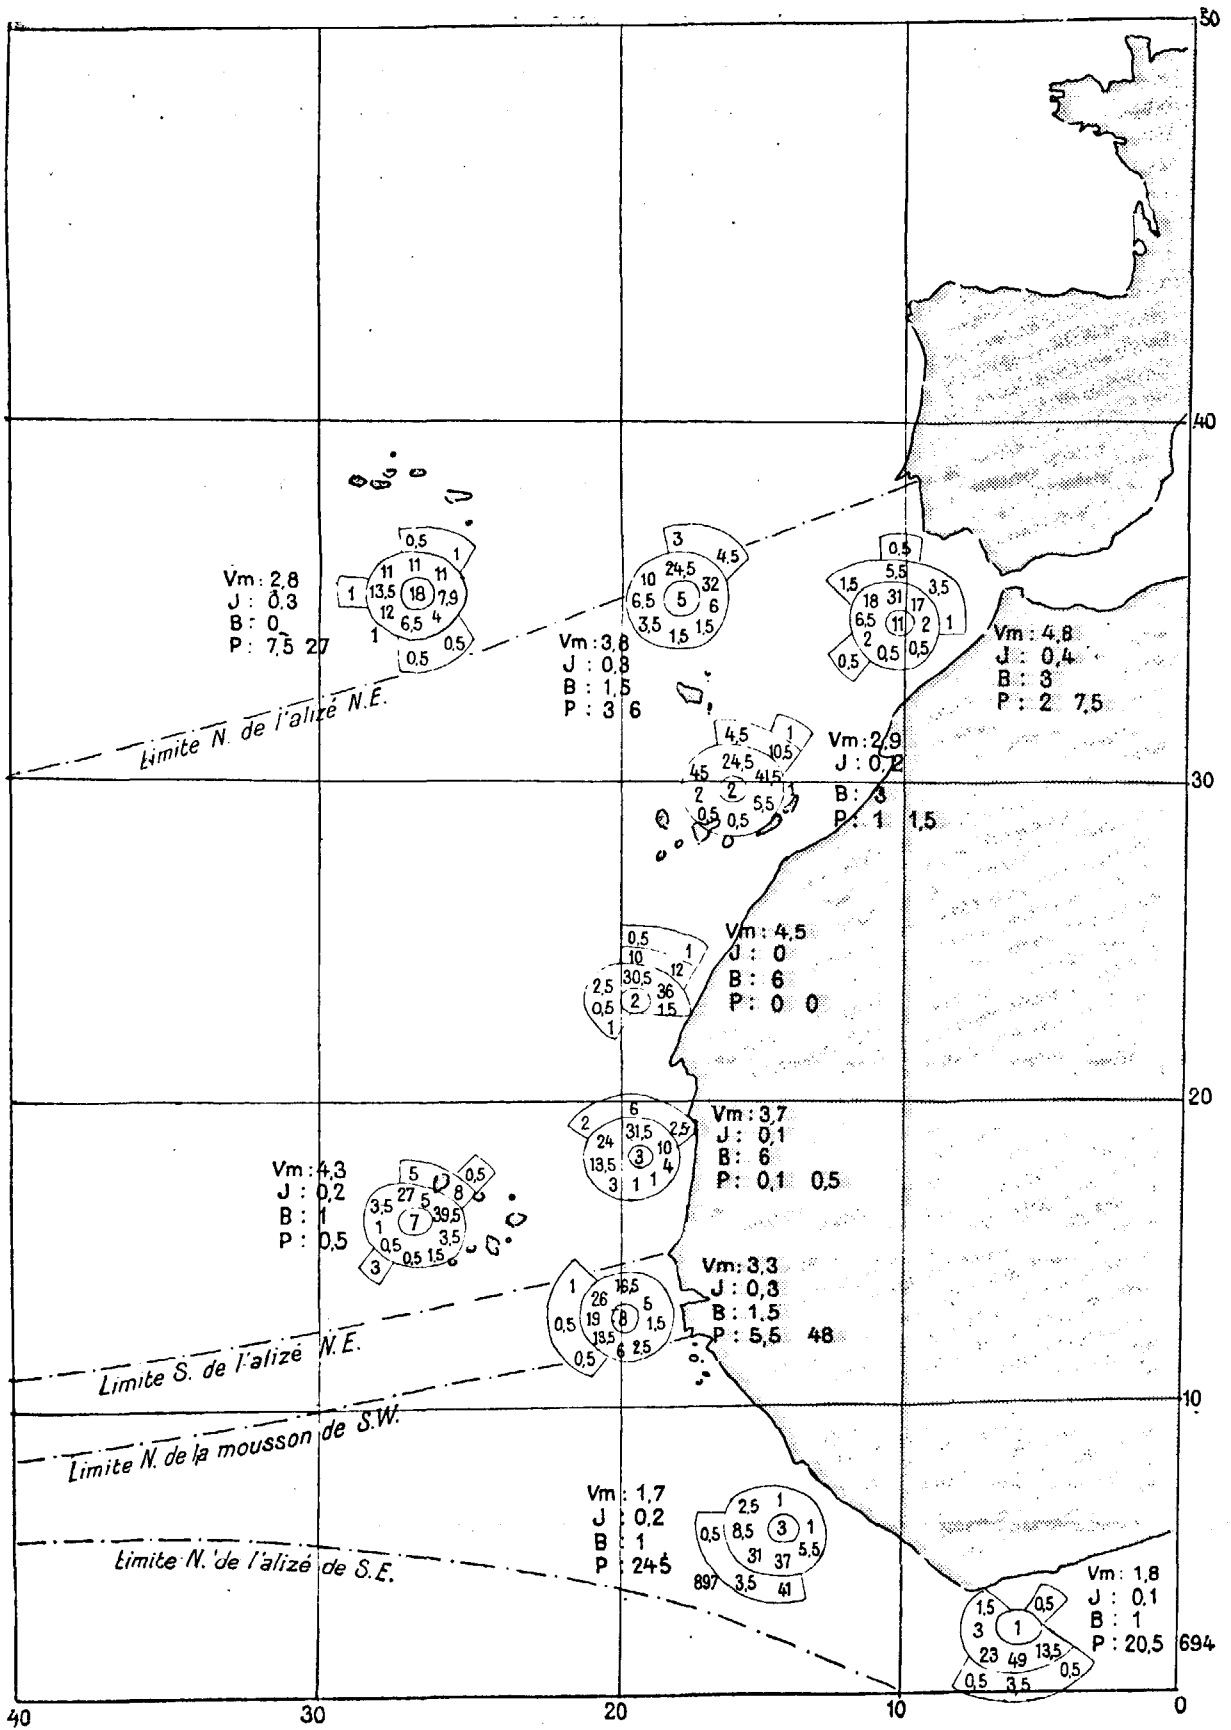 50
40
0,5
1
11 11 11
13,5 18 7,9
1
12 6,5 4
1
0,5
0,5
Vm : 2,8
J : 0,3
B : 0
P : 7,5 27
3
4,5
24,5
10 32
6,5 5 6
3,5 1,5 1,5
Vm : 3,8
J : 0,3
B : 1,5
P : 3 6
0,5
5,5
1,5 3,5
18 31 17
6,5 11 2 1
2 0,5 0,5
0,5
Vm : 4,8
J : 0,4
B : 3
P : 2 7,5
Limite N. de l'alizé N.E.
4,5 1
10,5
24,5
45 41,5
2 2 1
5,5
0,5 0,5
Vm : 2,9
J : 0,2
B : 3
P : 1 1,5
30
0,5 1
10 12
30,5
2,5 36
0,5 2 1,5
1
Vm : 4,5
J : 0
B : 6
P : 0 0
20
6
2 2,5
31,5
24 10
13,5 3 4
3 1 1
Vm : 3,7
J : 0,1
B : 6
P : 0,1 0,5
5 0,5
8
27 5
3,5 39,5
1 7 3,5
0,5 0,5 1,5
3
Vm : 4,3
J : 0,2
B : 1
P : 0,5
1
16,5
26 5
0,5 19 8 1,5
13,5 6 2,5
0,5
Vm : 3,3
J : 0,3
B : 1,5
P : 5,5 48
Limite S. de l'alizé N.E.
10
Limite N. de la mousson de S.W.
2,5 1
0,5 8,5 3 1
5,5
31 37
897 3,5 41
Vm : 1,7
J : 0,2
B : 1
P : 24,5
Limite N. de l'alizé de S.E.
1,5 0,5
3 1
23 49 13,5
0,5 3,5 0,5
Vm : 1,8
J : 0,1
B : 1
P : 20,5 694
40 30 20 10 0